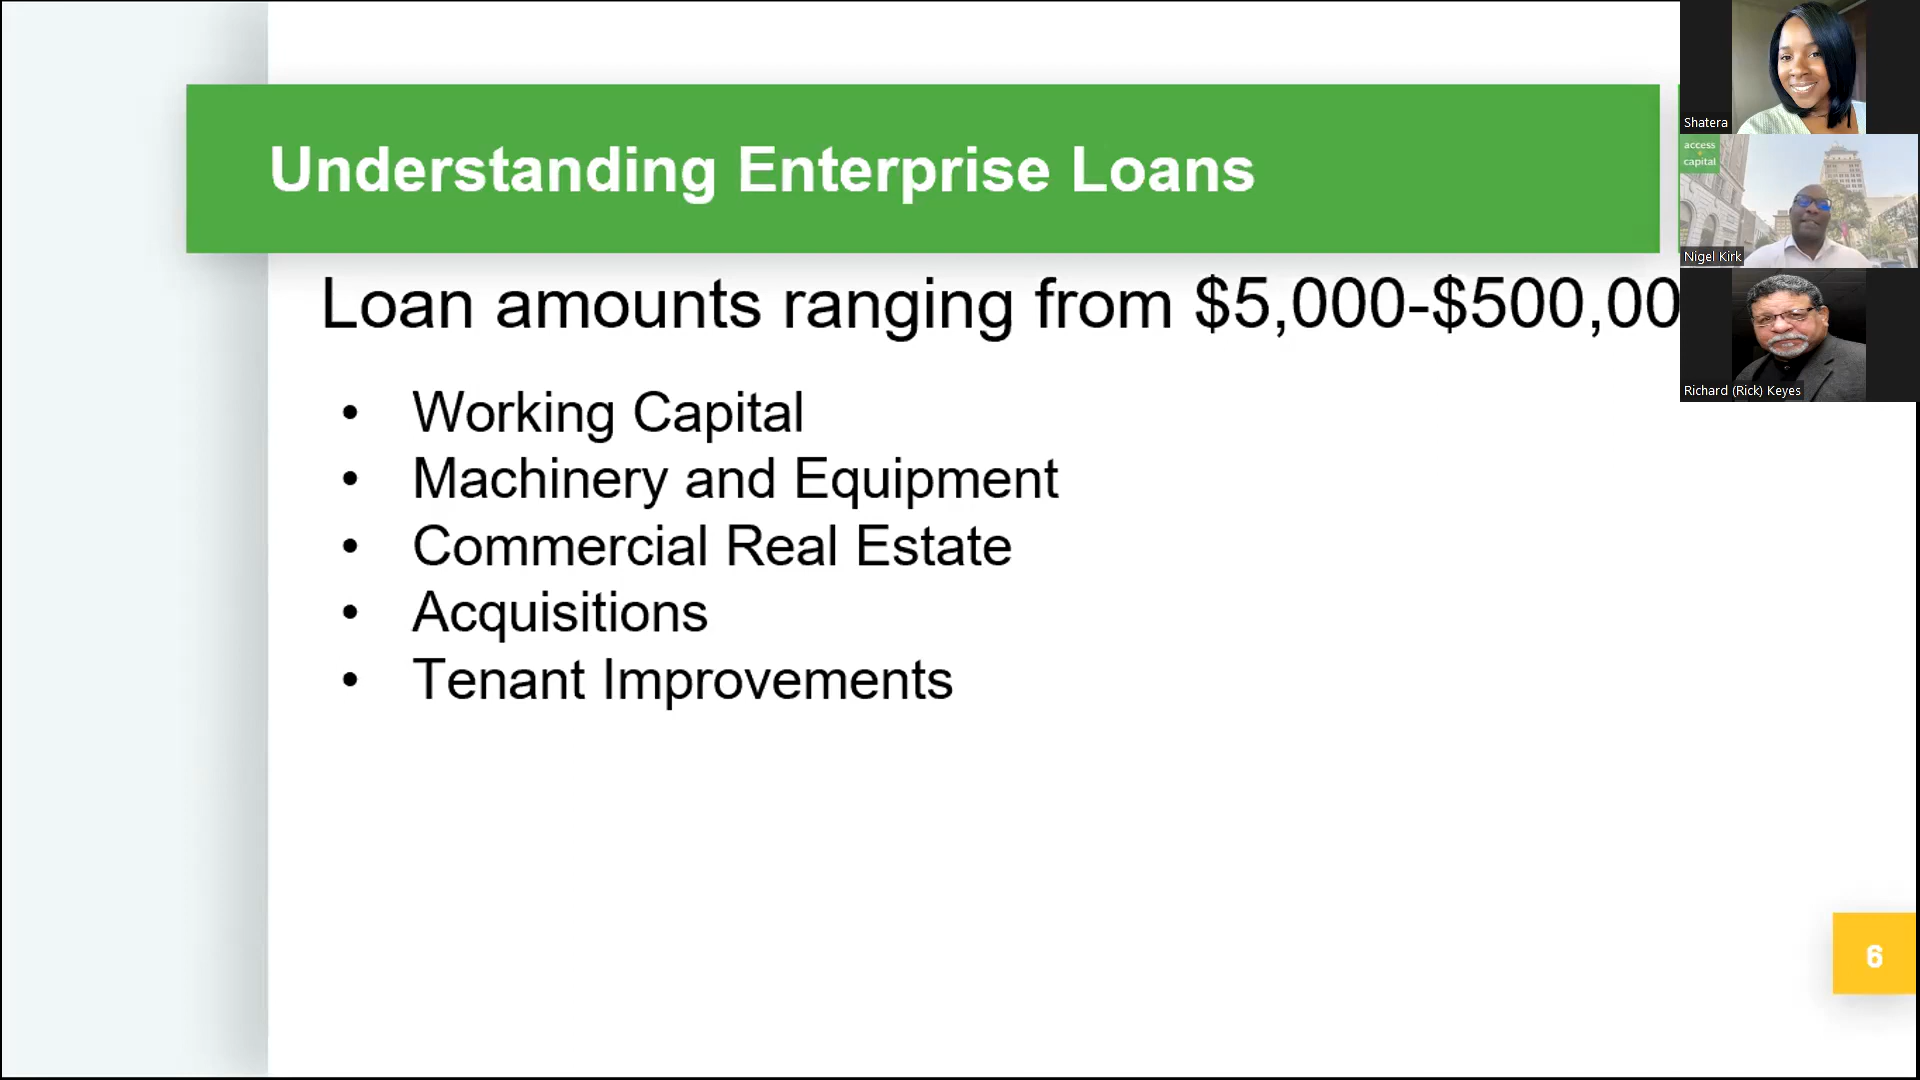 Understanding Enterprise Loans
Loan amounts ranging from $5,000-$500,00
• Working Capital
• Machinery and Equipment
• Commercial Real Estate
• Acquisitions
• Tenant Improvements
6
Shatera
access
capital
Nigel Kirk
Richard (Rick) Keyes